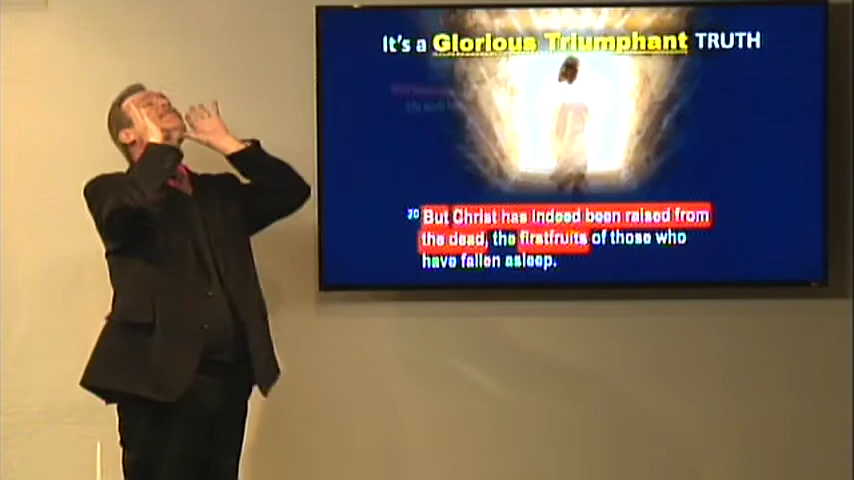 It's a Glorious Triumphant TRUTH
20 But Christ has indeed been raised from
the dead, the firstfruits of those who
have fallen asleep.